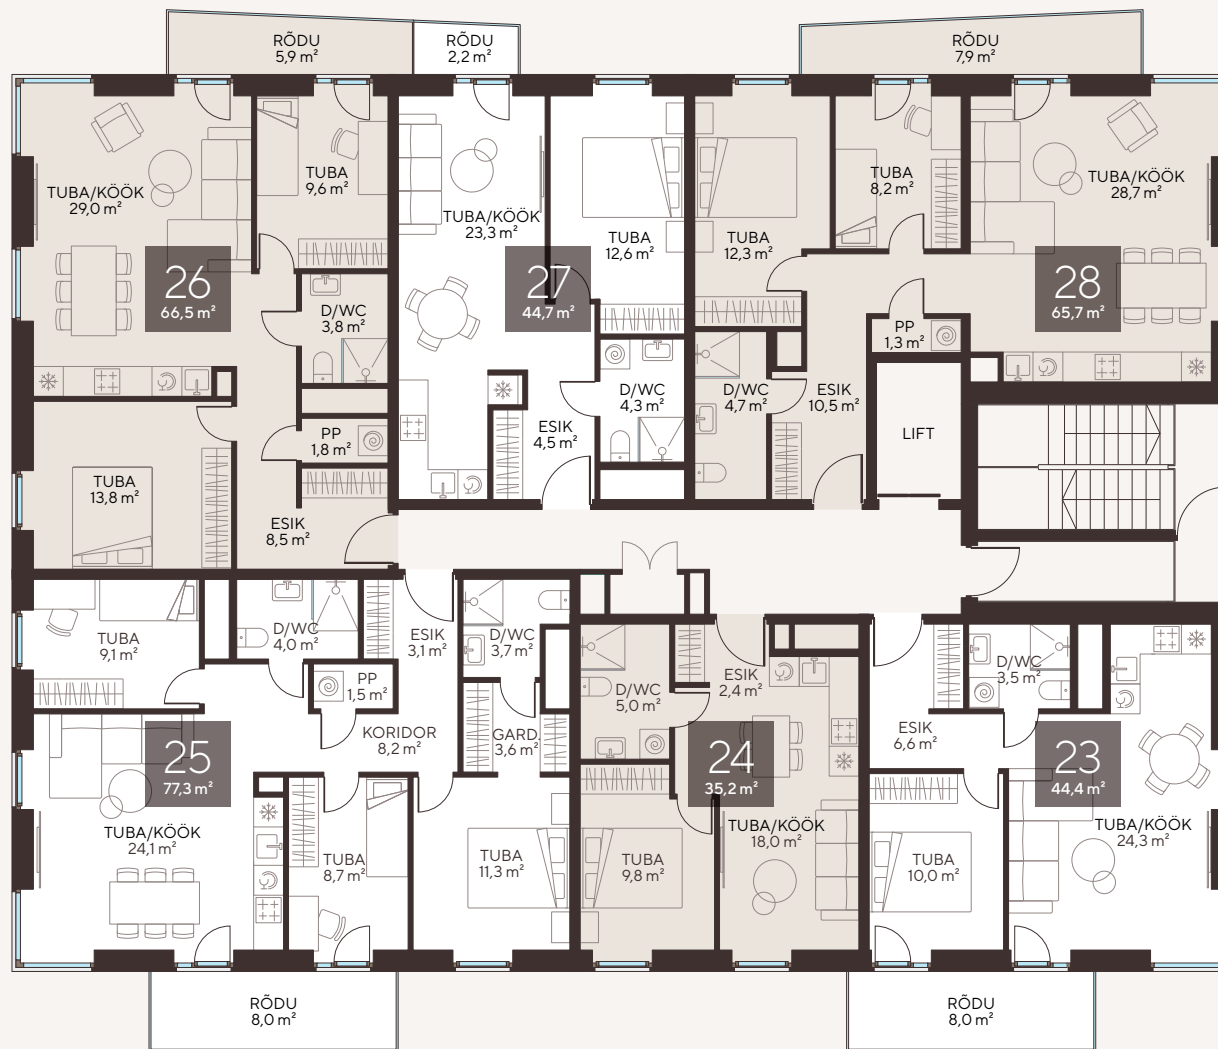 RÕDU
5,9 m²
RÕDU
2,2 m²
RÕDU
7,9 m²
TUBA/KÖÖK
29,0 m²
TUBA
9,6 m²
26
66,5 m²
D/WC
3,8 m²
PP
1,8 m²
TUBA
13,8 m²
ESIK
8,5 m²
TUBA/KÖÖK
23,3 m²
TUBA
12,6 m²
27
44,7 m²
D/WC
4,3 m²
ESIK
4,5 m²
TUBA
12,3 m²
TUBA
8,2 m²
TUBA/KÖÖK
28,7 m²
28
65,7 m²
PP
1,3 m²
D/WC
4,7 m²
ESIK
10,5 m²
LIFT
TUBA
9,1 m²
D/WC
4,0 m²
ESIK
3,1 m²
D/WC
3,7 m²
PP
1,5 m²
KORIDOR
8,2 m²
GARD.
3,6 m²
25
77,3 m²
TUBA/KÖÖK
24,1 m²
TUBA
8,7 m²
TUBA
11,3 m²
RÕDU
8,0 m²
D/WC
5,0 m²
ESIK
2,4 m²
24
35,2 m²
TUBA/KÖÖK
18,0 m²
TUBA
9,8 m²
D/WC
3,5 m²
ESIK
6,6 m²
23
44,4 m²
TUBA/KÖÖK
24,3 m²
TUBA
10,0 m²
RÕDU
8,0 m²